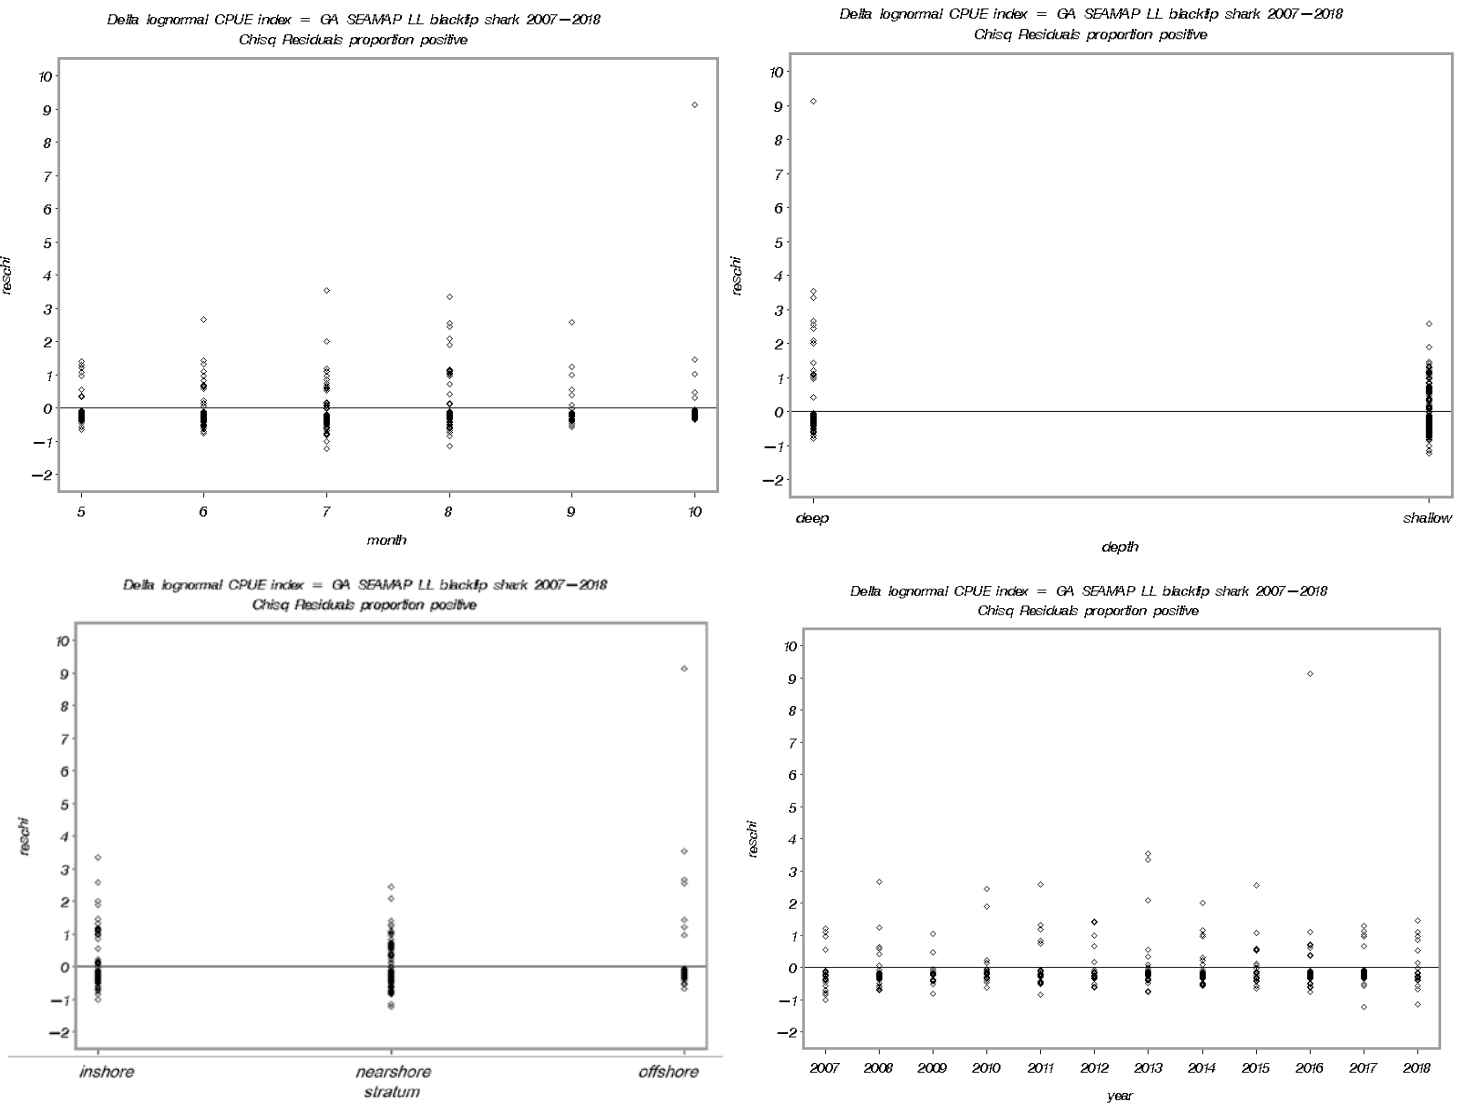 Delta lognormal CPUE index = GA SEAMAP LL blacktip shark 2007−2018
Chisq Residuals proportion positive
10
9
8
7
6
5
4
3
2
1
0
−1
−2
reschi
5 6 7 8 9 10
month
Delta lognormal CPUE index = GA SEAMAP LL blacktip shark 2007−2018
Chisq Residuals proportion positive
10
9
8
7
6
5
4
3
2
1
0
−1
−2
reschi
deep shallow
depth
Delta lognormal CPUE index = GA SEAMAP LL blacktip shark 2007−2018
Chisq Residuals proportion positive
10
9
8
7
6
5
4
3
2
1
0
−1
−2
reschi
inshore nearshore offshore
stratum
Delta lognormal CPUE index = GA SEAMAP LL blacktip shark 2007−2018
Chisq Residuals proportion positive
10
9
8
7
6
5
4
3
2
1
0
−1
−2
reschi
2007 2008 2009 2010 2011 2012 2013 2014 2015 2016 2017 2018
year